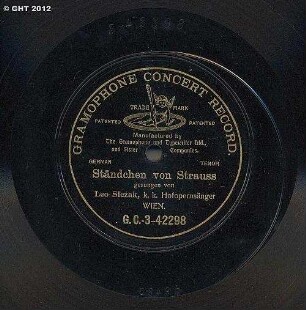 © GHT 2012
GRAMOPHONE CONCERT RECORD.
TRADE MARK
PATENTED PATENTED
Manufactured by
The Gramophone and Typewriter Ltd.,
and Sister Companies.
GERMAN TENOR
Ständchen von Strauss
gesungen von
Leo Slezak, k. k. Hofopernsänger
WIEN.
G.C.-3-42298